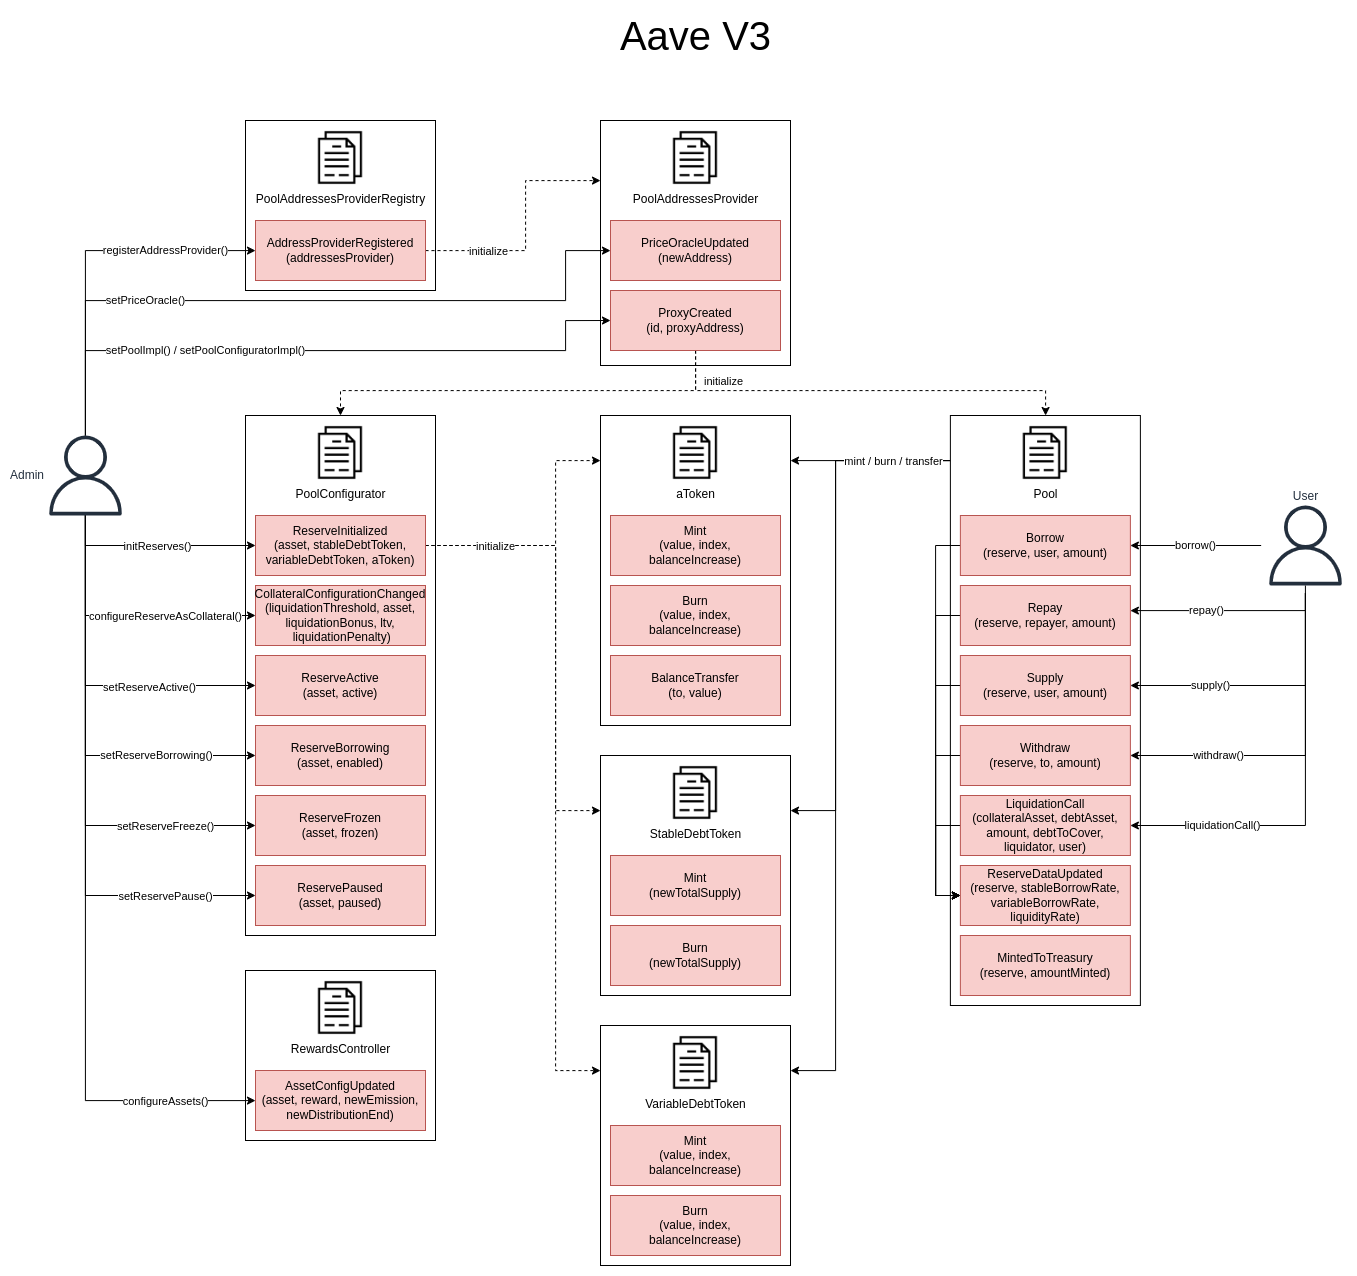 Aave V3
PoolAddressesProviderRegistry
AddressProviderRegistered
(addressesProvider)
PoolAddressesProvider
PriceOracleUpdated
(newAddress)
ProxyCreated
(id, proxyAddress)
registerAddressProvider()
initialize
setPriceOracle()
setPoolImpl() / setPoolConfiguratorImpl()
initialize
Admin
PoolConfigurator
ReserveInitialized
(asset, stableDebtToken,
variableDebtToken, aToken)
CollateralConfigurationChanged
(liquidationThreshold, asset,
liquidationBonus, ltv,
liquidationPenalty)
ReserveActive
(asset, active)
ReserveBorrowing
(asset, enabled)
ReserveFrozen
(asset, frozen)
ReservePaused
(asset, paused)
initReserves()
configureReserveAsCollateral()
setReserveActive()
setReserveBorrowing()
setReserveFreeze()
setReservePause()
initialize
RewardsController
AssetConfigUpdated
(asset, reward, newEmission,
newDistributionEnd)
configureAssets()
aToken
Mint
(value, index,
balanceIncrease)
Burn
(value, index,
balanceIncrease)
BalanceTransfer
(to, value)
StableDebtToken
Mint
(newTotalSupply)
Burn
(newTotalSupply)
VariableDebtToken
Mint
(value, index,
balanceIncrease)
Burn
(value, index,
balanceIncrease)
mint / burn / transfer
Pool
Borrow
(reserve, user, amount)
Repay
(reserve, repayer, amount)
Supply
(reserve, user, amount)
Withdraw
(reserve, to, amount)
LiquidationCall
(collateralAsset, debtAsset,
amount, debtToCover,
liquidator, user)
ReserveDataUpdated
(reserve, stableBorrowRate,
variableBorrowRate,
liquidityRate)
MintedToTreasury
(reserve, amountMinted)
User
borrow()
repay()
supply()
withdraw()
liquidationCall()